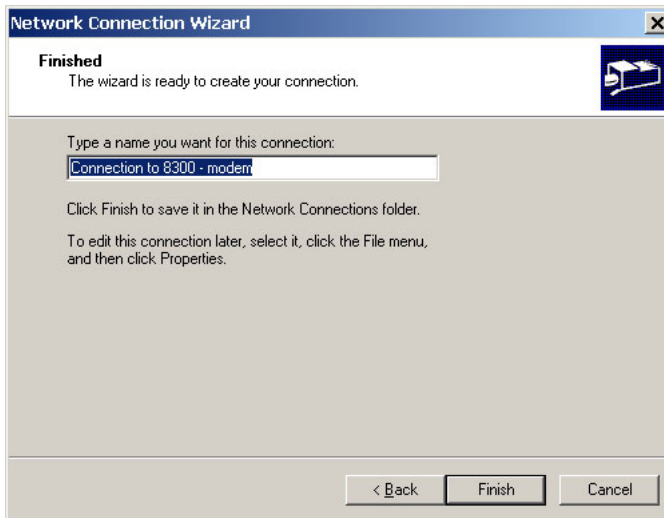 Network Connection Wizard
Finished
The wizard is ready to create your connection.
Type a name you want for this connection:
Connection to 8300 - modem
Click Finish to save it in the Network Connections folder.
To edit this connection later, select it, click the File menu,
and then click Properties.
< Back
Finish
Cancel